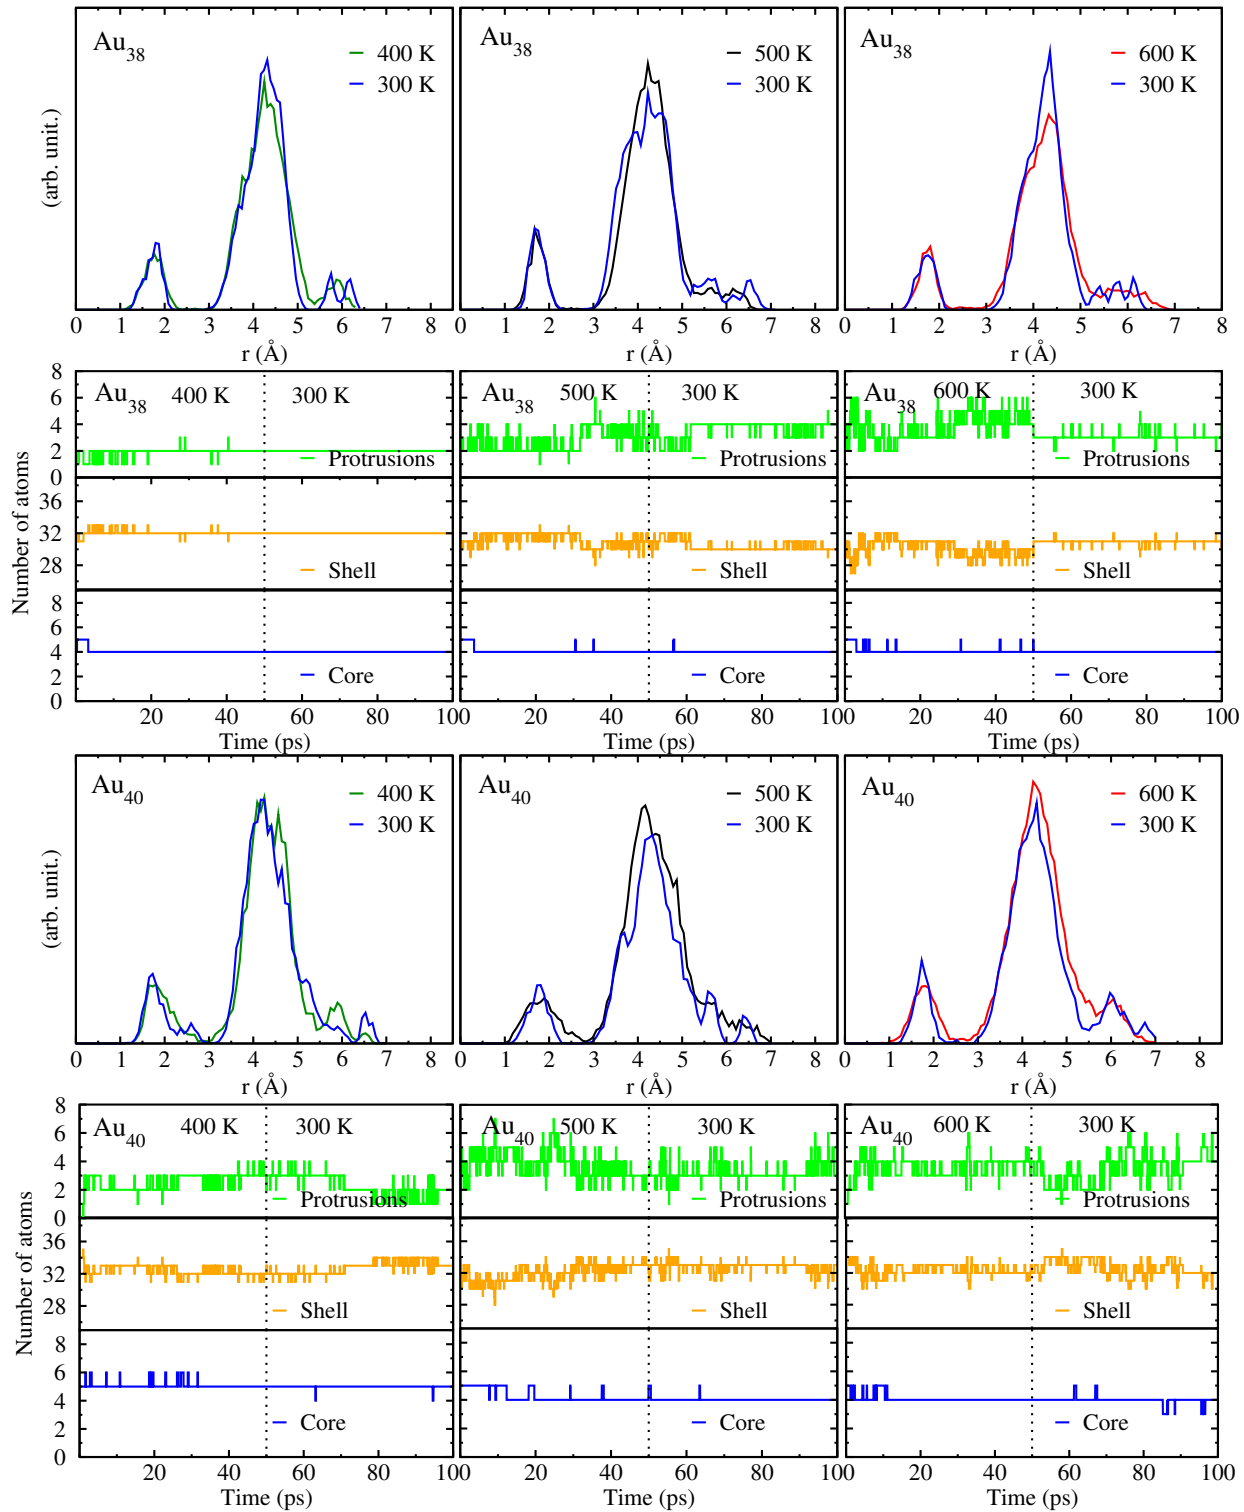 Au38 400 K 300 K
Au38 500 K 300 K
Au38 600 K 300 K
(arb. unit.)
0 1 2 3 4 5 6 7 8
0 1 2 3 4 5 6 7 8
0 1 2 3 4 5 6 7 8
r (Å) r (Å) r (Å)
Au38 400 K 300 K
Au38 500 K 300 K
Au38 600 K 300 K
Protrusions Protrusions Protrusions
Shell Shell Shell
Core Core Core
Number of atoms
8
6
4
2
0
36
32
28
8
6
4
2
0
20 40 60 80 100
20 40 60 80 100
20 40 60 80 100
Time (ps) Time (ps) Time (ps)
Au40 400 K 300 K
Au40 500 K 300 K
Au40 600 K 300 K
(arb. unit.)
0 1 2 3 4 5 6 7 8
0 1 2 3 4 5 6 7 8
0 1 2 3 4 5 6 7 8
r (Å) r (Å) r (Å)
Au40 400 K 300 K
Au40 500 K 300 K
Au40 600 K 300 K
Protrusions Protrusions Protrusions
Shell Shell Shell
Core Core Core
Number of atoms
8
6
4
2
0
36
32
28
8
6
4
2
0
20 40 60 80 100
20 40 60 80 100
20 40 60 80 100
Time (ps) Time (ps) Time (ps)